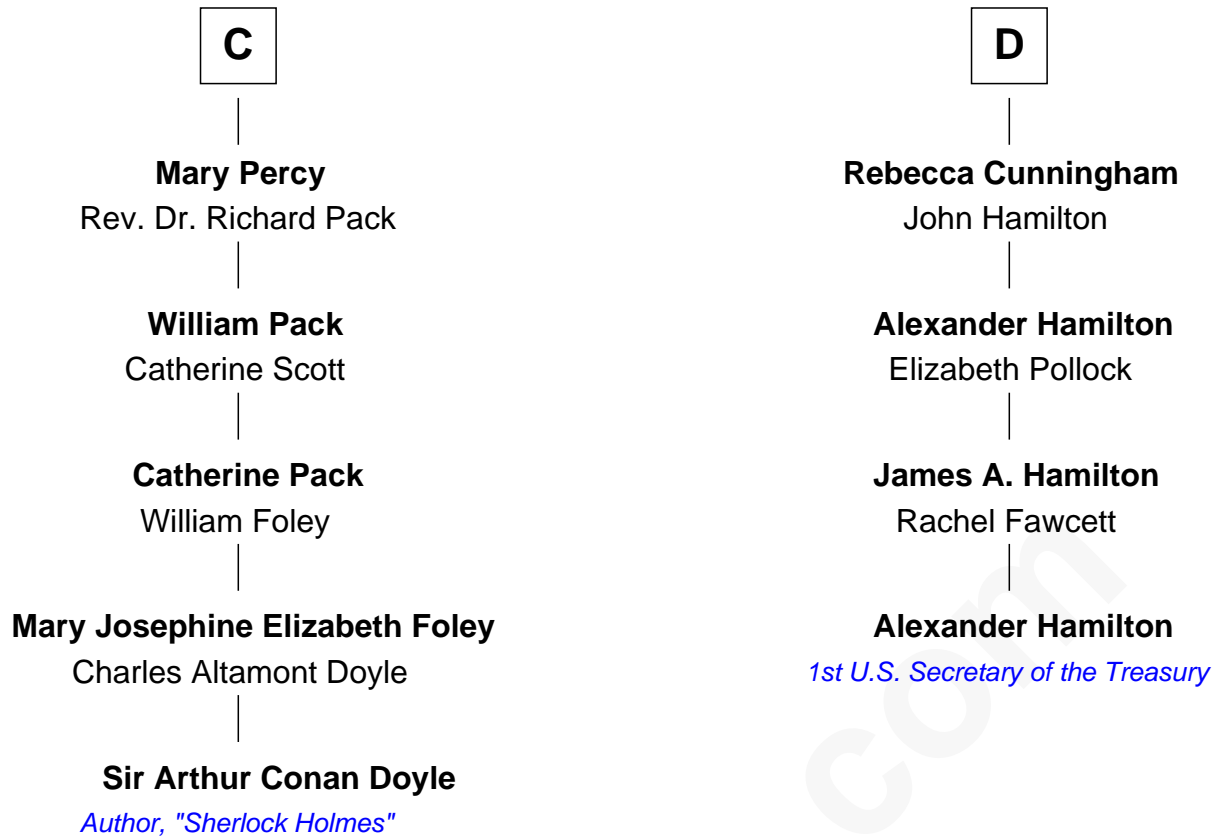 C
Mary Percy
Rev. Dr. Richard Pack
William Pack
Catherine Scott
Catherine Pack
William Foley
Mary Josephine Elizabeth Foley
Charles Altamont Doyle
Sir Arthur Conan Doyle
Author, "Sherlock Holmes"
D
Rebecca Cunningham
John Hamilton
Alexander Hamilton
Elizabeth Pollock
James A. Hamilton
Rachel Fawcett
Alexander Hamilton
1st U.S. Secretary of the Treasury
com